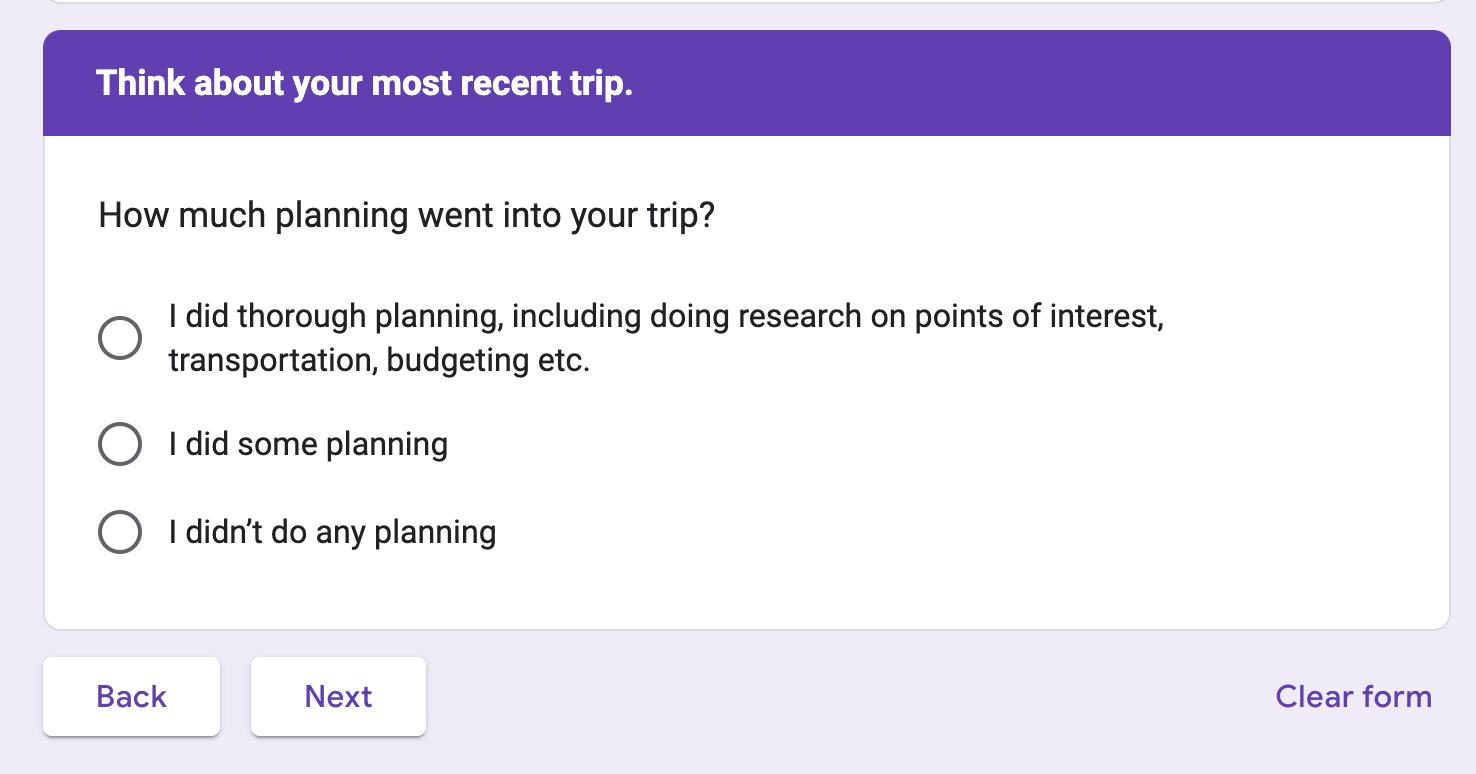 Think about your most recent trip.
How much planning went into your trip?
I did thorough planning, including doing research on points of interest,
transportation, budgeting etc.
I did some planning
I didn’t do any planning
Back
Next
Clear form